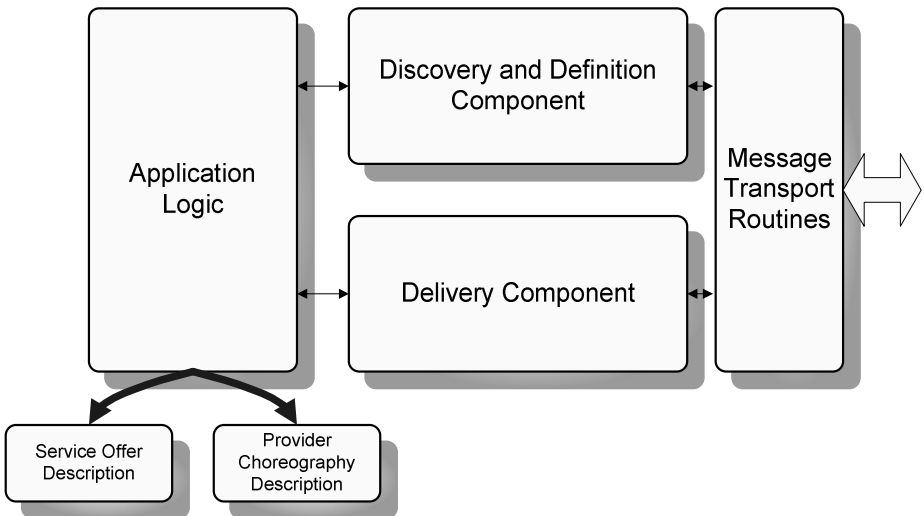 Application
Logic
Discovery and Definition
Component
Delivery Component
Message
Transport
Routines
Service Offer
Description
Provider
Choreography
Description